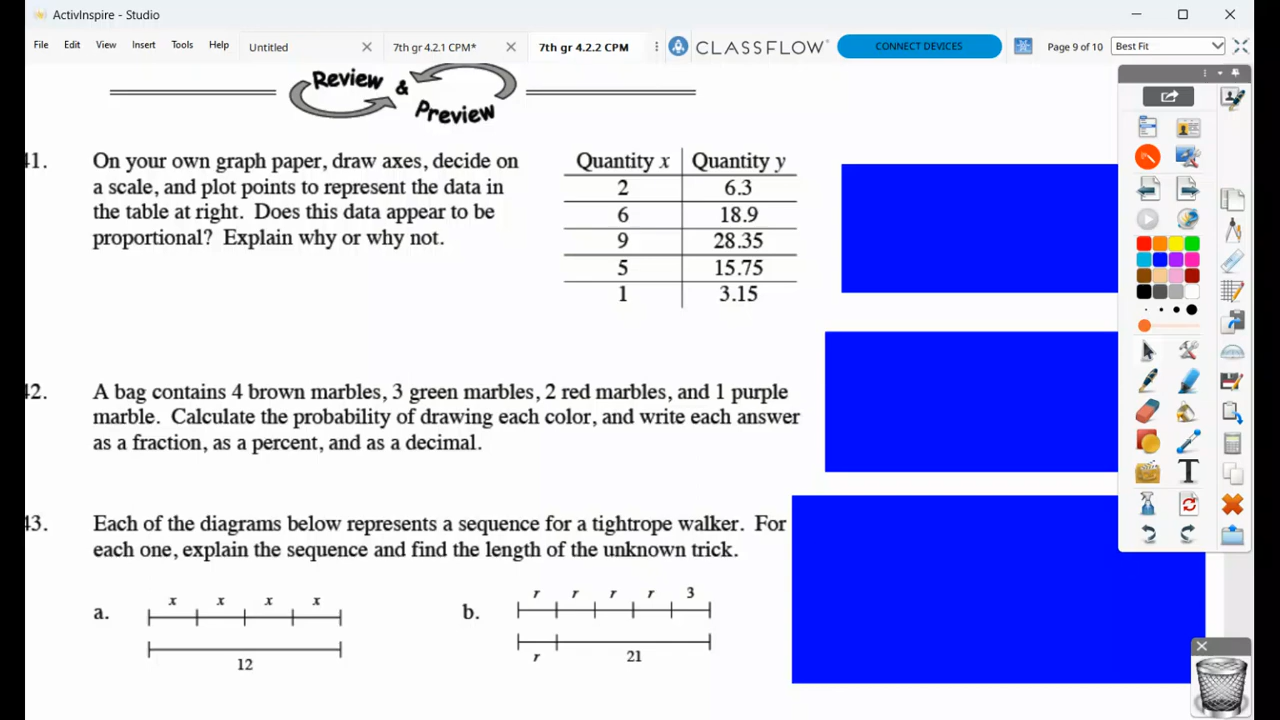 ActivInspire - Studio
File Edit View Insert Tools Help Untitled 7th gr 4.2.1 CPM* 7th gr 4.2.2 CPM CLASSFLOW CONNECT DEVICES Page 9 of 10 Best Fit
Review & Preview
41. On your own graph paper, draw axes, decide on
a scale, and plot points to represent the data in
the table at right. Does this data appear to be
proportional? Explain why or why not.
Quantity x Quantity y
2 6.3
6 18.9
9 28.35
5 15.75
1 3.15
42. A bag contains 4 brown marbles, 3 green marbles, 2 red marbles, and 1 purple
marble. Calculate the probability of drawing each color, and write each answer
as a fraction, as a percent, and as a decimal.
43. Each of the diagrams below represents a sequence for a tightrope walker. For
each one, explain the sequence and find the length of the unknown trick.
a.
x x x x
12
b.
r r r r 3
r 21